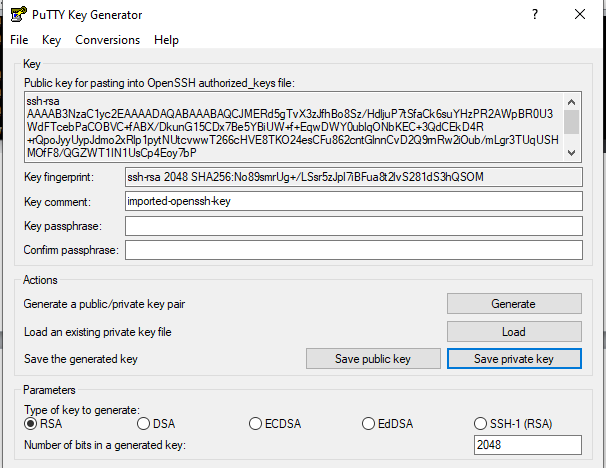 PuTTY Key Generator
File Key Conversions Help
Key
Public key for pasting into OpenSSH authorized_keys file:
ssh-rsa
AAAAB3NzaC1yc2EAAAADAQABAAABAQCJMERd5gTvX3zJfhBo8Sz/HdljuP7tSfaCk6suYHzPR2AWpBR0U3
WdFTcebPaCOBVC+fABX/DkunG15CDx7Be5YBiUW+f+EqwDWY0ublqONbKEC+3QdCEkD4R
+rQpoJyyUypJdmo2xRlp1pytNUtcvwwT266cHVE8TKO24esCFu862cntGlnnCvD2Q9mRw2iOub/mLgr3TUqUSH
MOfF8/QGZWT1IN1UsCp4Eoy7bP
Key fingerprint: ssh-rsa 2048 SHA256:No89smrUg+/LSsr5zJpl7iBFua8t2lvS281dS3hQSOM
Key comment: imported-openssh-key
Key passphrase:
Confirm passphrase:
Actions
Generate a public/private key pair Generate
Load an existing private key file Load
Save the generated key Save public key Save private key
Parameters
Type of key to generate:
RSA DSA ECDSA EdDSA SSH-1 (RSA)
Number of bits in a generated key: 2048